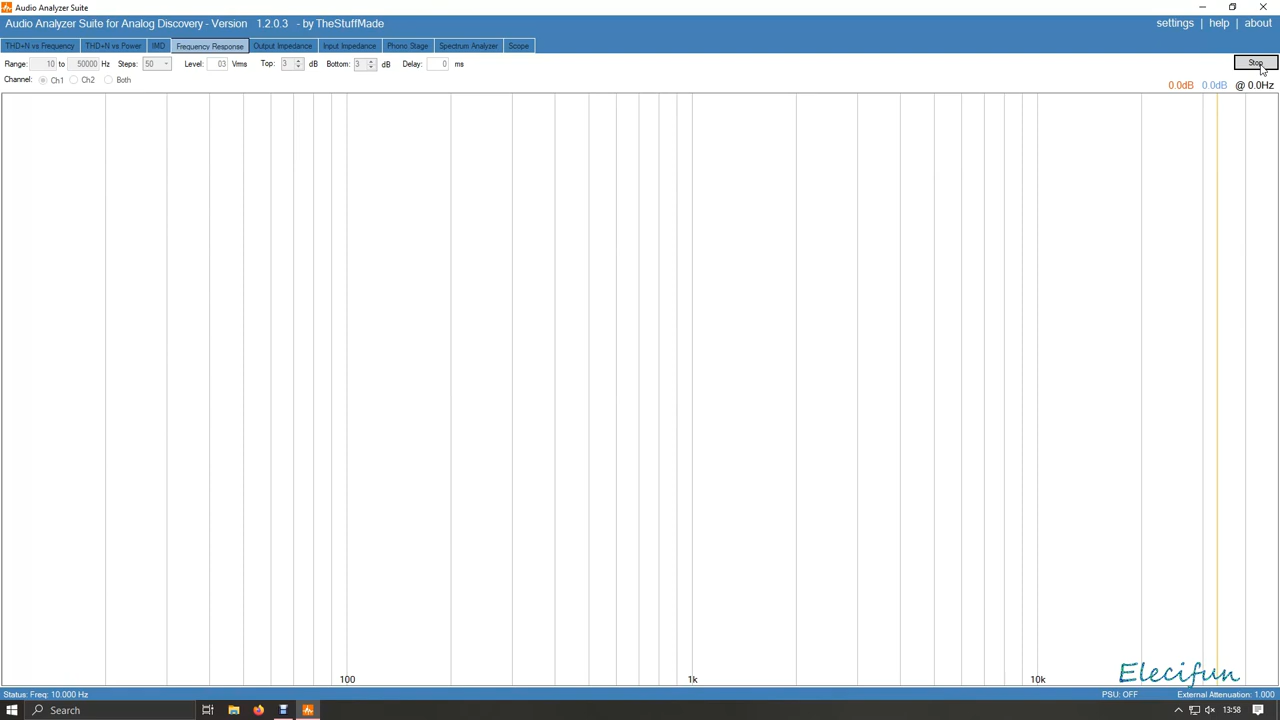 Audio Analyzer Suite
Audio Analyzer Suite for Analog Discovery - Version 1.2.0.3 - by TheStuffMade
settings | help | about
THD+N vs Frequency THD+N vs Power IMD Frequency Response Output Impedance Input Impedance Phono Stage Spectrum Analyzer Scope
Range: 10 to 50000 Hz Steps: 50 Level: 03 Vrms Top: 3 dB Bottom: 3 dB Delay: 0 ms
Stop
Channel: Ch1 Ch2 Both
0.0dB 0.0dB @ 0.0Hz
100 1k 10k
Elecifun
Status: Freq: 10.000 Hz PSU: OFF External Attenuation: 1.000
Search 13:58